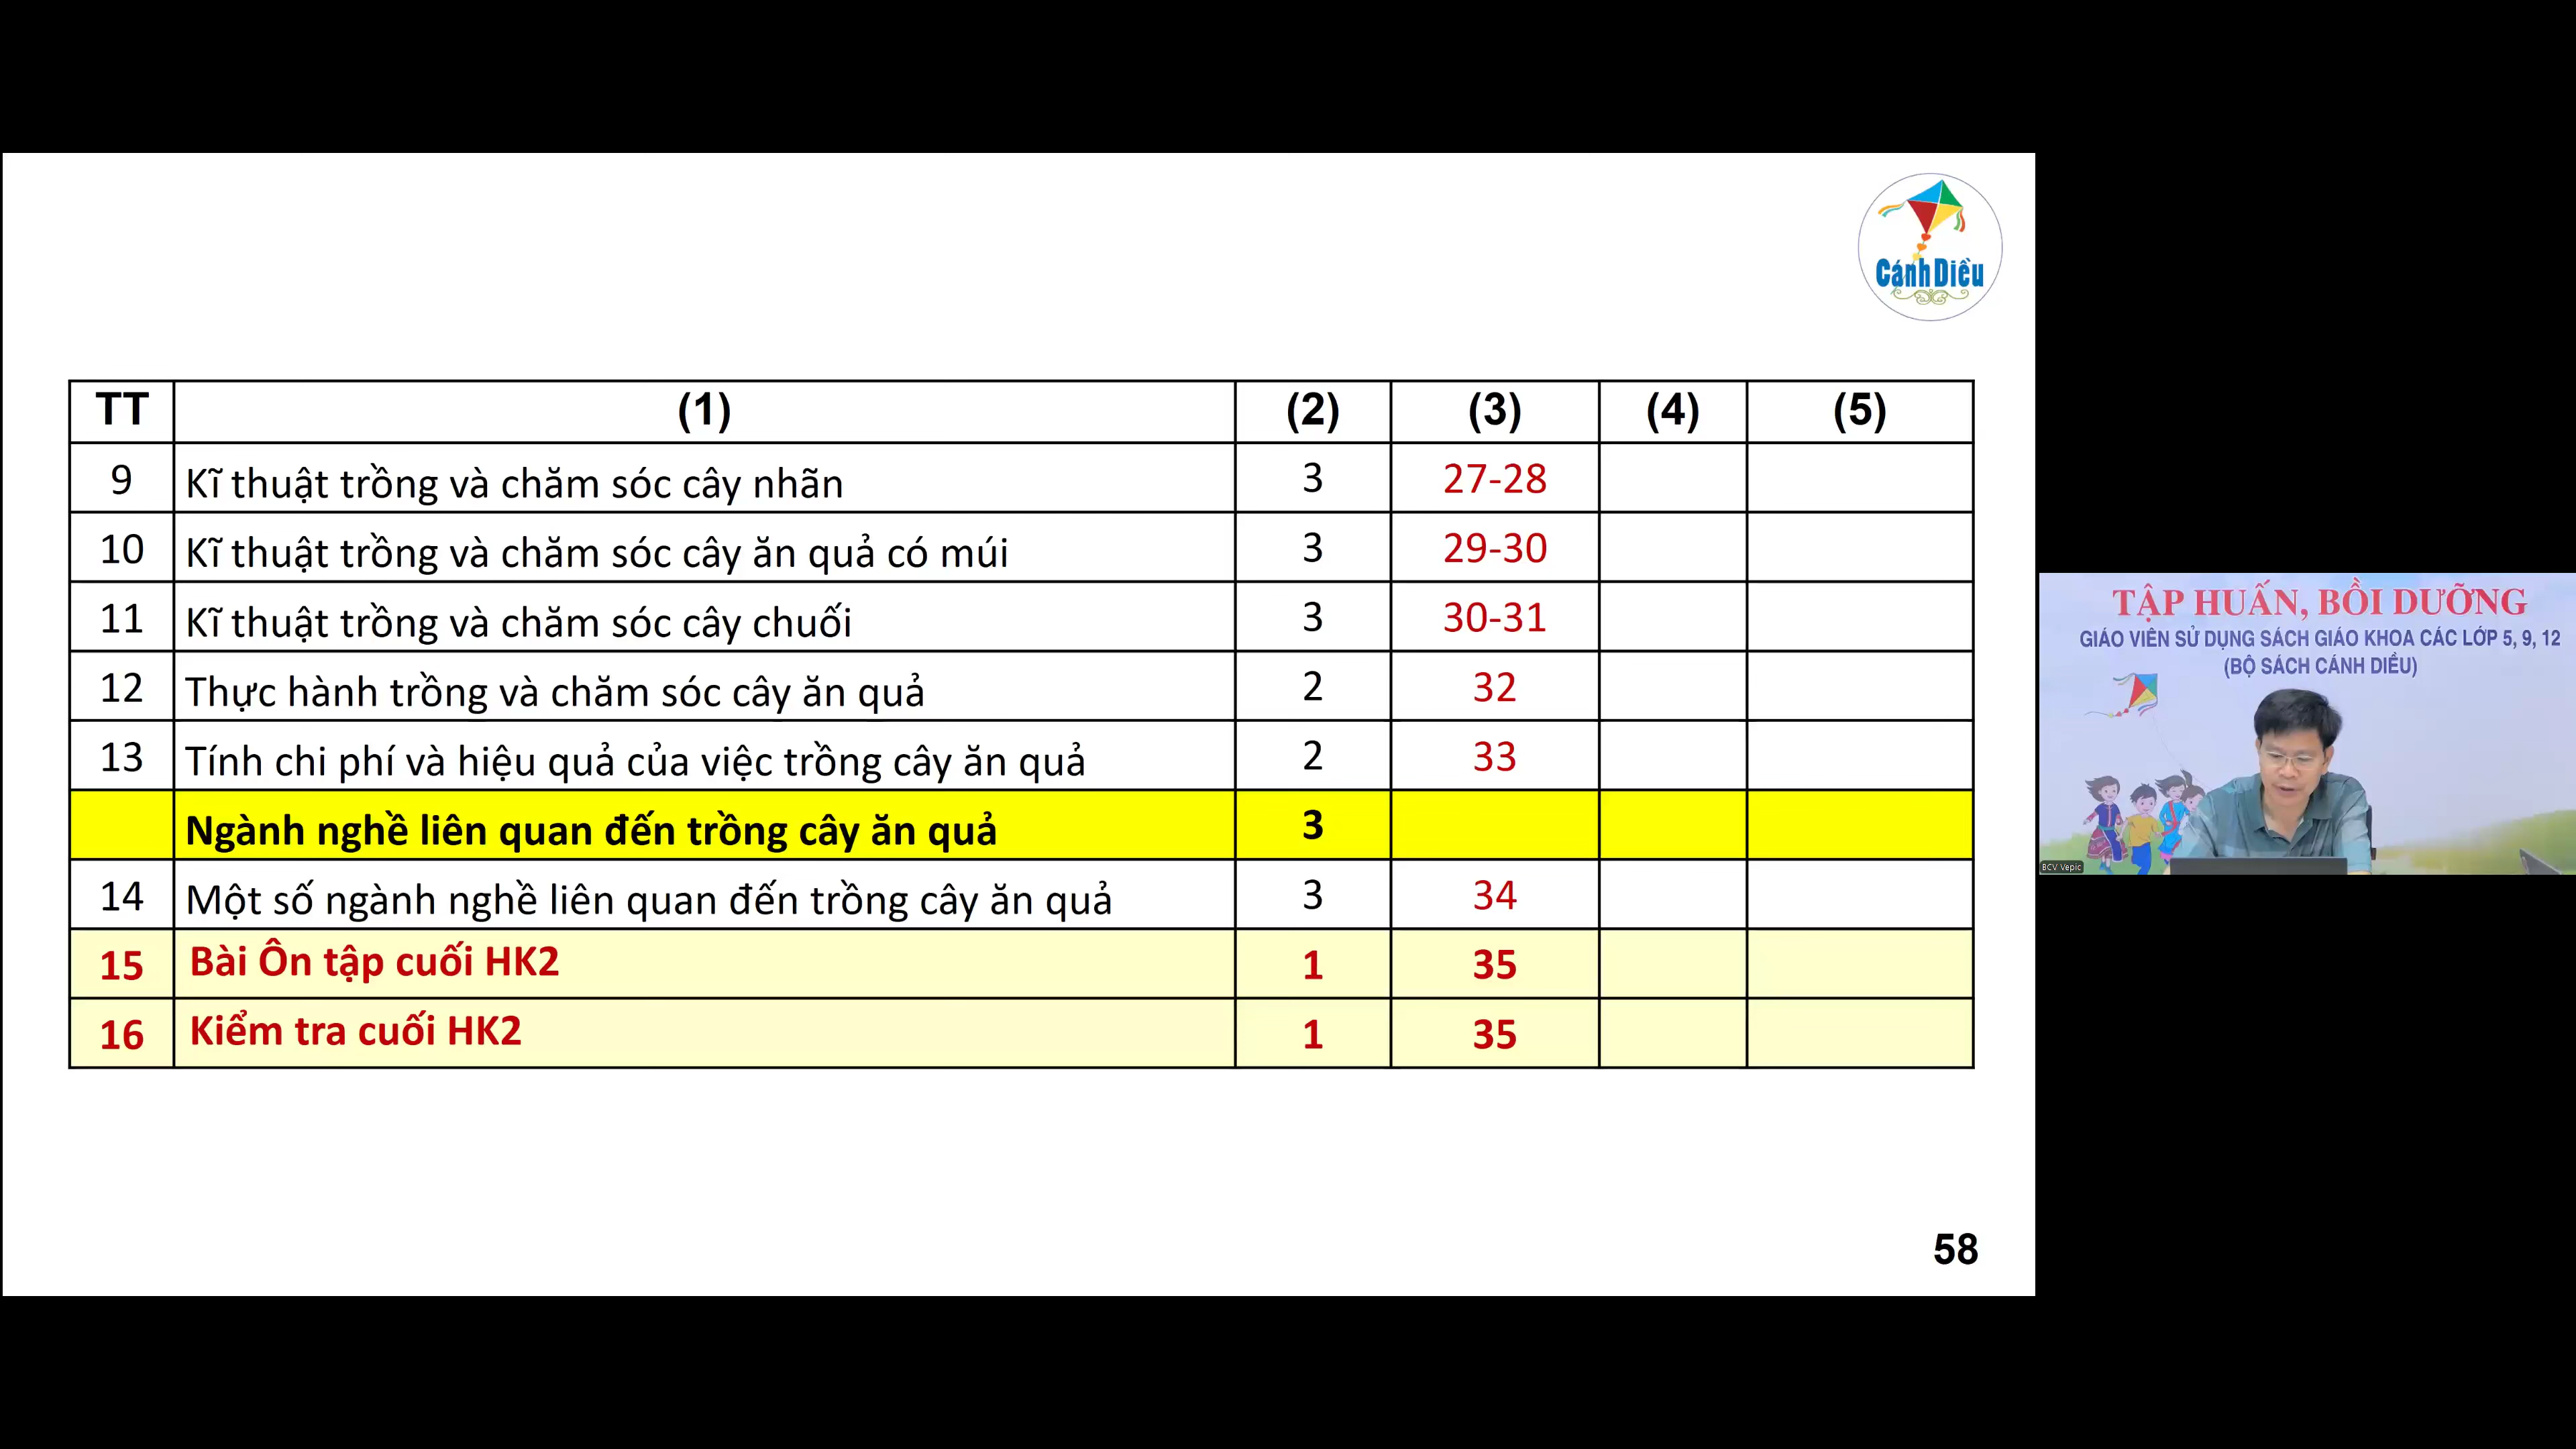 Cánh Diều
TT (1) (2) (3) (4) (5)
9 Kĩ thuật trồng và chăm sóc cây nhãn 3 27-28
10 Kĩ thuật trồng và chăm sóc cây ăn quả có múi 3 29-30
11 Kĩ thuật trồng và chăm sóc cây chuối 3 30-31
12 Thực hành trồng và chăm sóc cây ăn quả 2 32
13 Tính chi phí và hiệu quả của việc trồng cây ăn quả 2 33
Ngành nghề liên quan đến trồng cây ăn quả 3
14 Một số ngành nghề liên quan đến trồng cây ăn quả 3 34
15 Bài Ôn tập cuối HK2 1 35
16 Kiểm tra cuối HK2 1 35
58
TẬP HUẤN, BỒI DƯỠNG
GIÁO VIÊN SỬ DỤNG SÁCH GIÁO KHOA CÁC LỚP 5, 9, 12
(BỘ SÁCH CÁNH DIỀU)
BCV Vepic